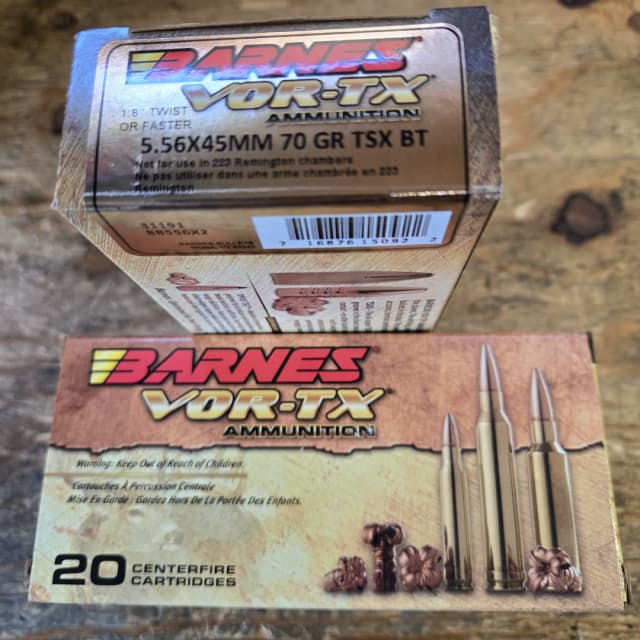 BARNES
VOR-TX
AMMUNITION
1:8" TWIST
OR FASTER
5.56X45MM 70 GR TSX BT
Not for use in 223 Remington chambers
Ne pas utiliser dans une arme chambrée en 223
Remington
31191
BB556X2
7 16876 15092 2
BARNES
VOR-TX
AMMUNITION
Warning: Keep Out of Reach of Children.
Cartouches À Percussion Centrale
Mise En Garde : Gardez Hors De La Portée Des Enfants.
20 CENTERFIRE
CARTRIDGES